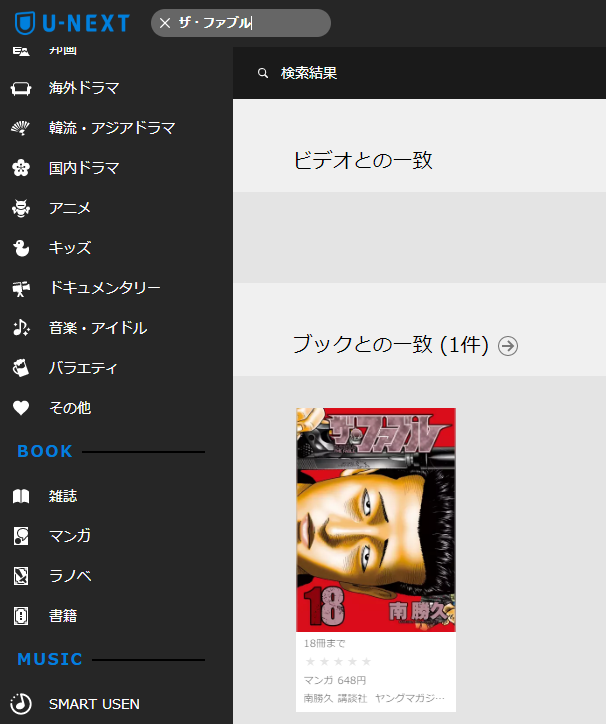 U-NEXT
ザ・ファブル
邦画
海外ドラマ
韓流・アジアドラマ
国内ドラマ
アニメ
キッズ
ドキュメンタリー
音楽・アイドル
バラエティ
その他
BOOK
雑誌
マンガ
ラノベ
書籍
MUSIC
SMART USEN
検索結果
ビデオとの一致
ブックとの一致 (1件)
ザ・ファブル
THE FABLE
18
南勝久
18冊まで
マンガ 648円
南勝久 講談社 ヤングマガジ…